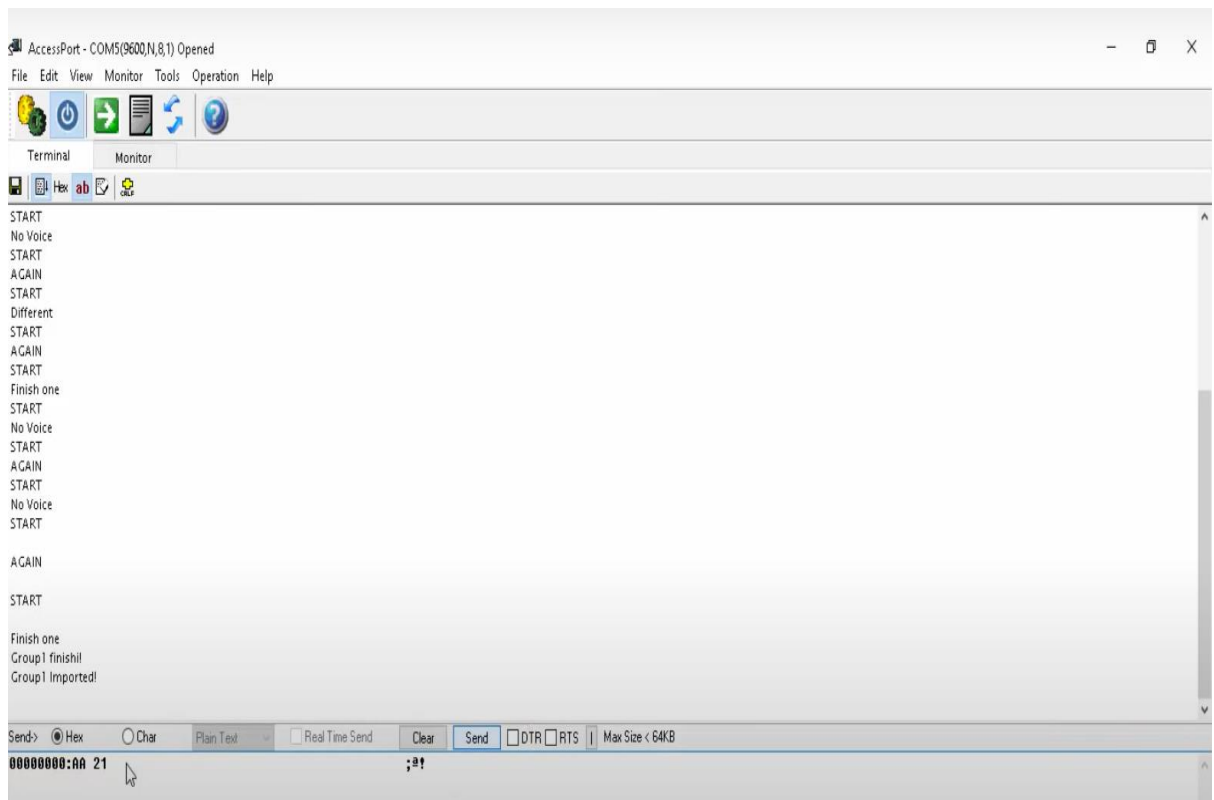 AccessPort - COM5(9600,N,8,1) Opened
File Edit View Monitor Tools Operation Help
Terminal Monitor
Hex ab CRLF
START
No Voice
START
AGAIN
START
Different
START
AGAIN
START
Finish one
START
No Voice
START
AGAIN
START
No Voice
START
AGAIN
START
Finish one
Group1 finish!!
Group1 Imported!
Send-> Hex Char Plain Text Real Time Send Clear Send DTR RTS | Max Size < 64KB
00000000:AA 21 ;ª!